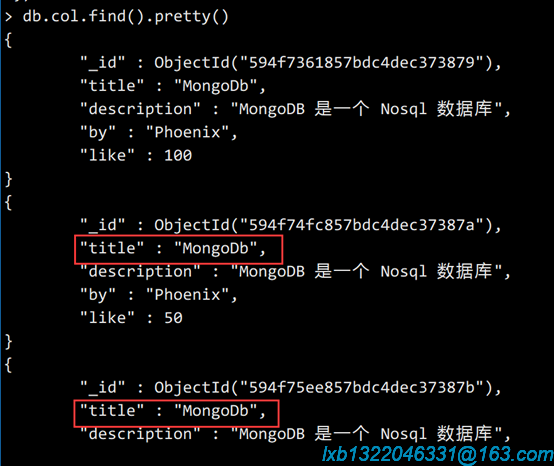 > db.col.find().pretty()
{
"_id" : ObjectId("594f7361857bdc4dec373879"),
"title" : "MongoDb",
"description" : "MongoDB 是一个 Nosql 数据库",
"by" : "Phoenix",
"like" : 100
}
{
"_id" : ObjectId("594f74fc857bdc4dec37387a"),
"title" : "MongoDb",
"description" : "MongoDB 是一个 Nosql 数据库",
"by" : "Phoenix",
"like" : 50
}
{
"_id" : ObjectId("594f75ee857bdc4dec37387b"),
"title" : "MongoDb",
"description" : "MongoDB 是一个 Nosql 数据库",
lxb1322046331@163.com